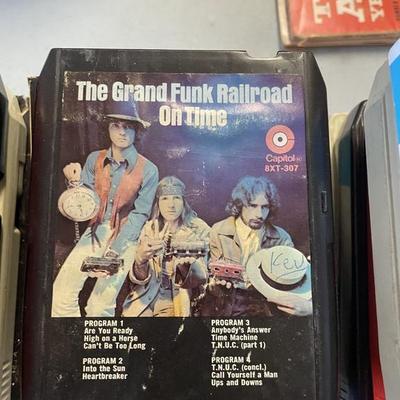 The Grand Funk Railroad
On Time
Capitol®
8XT-307
Kev
PROGRAM 1
Are You Ready
High on a Horse
Can't Be Too Long
PROGRAM 2
Into the Sun
Heartbreaker
PROGRAM 3
Anybody's Answer
Time Machine
T.N.U.C. (part 1)
PROGRAM 4
T.N.U.C. (concl.)
Call Yourself a Man
Ups and Downs